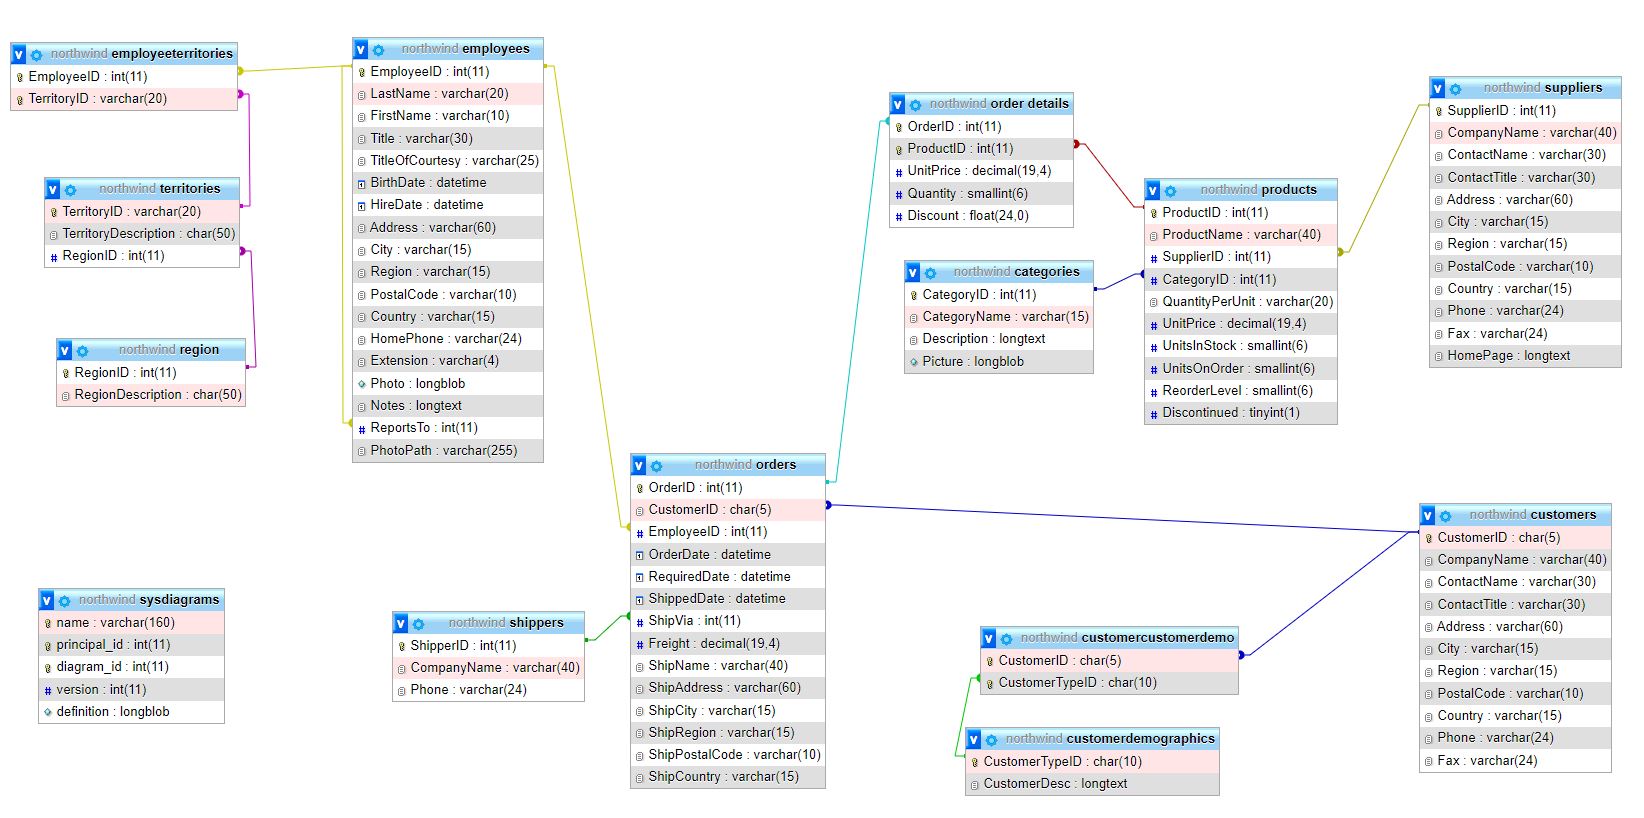 northwind employeeterritories
EmployeeID : int(11)
TerritoryID : varchar(20)
northwind territories
TerritoryID : varchar(20)
TerritoryDescription : char(50)
RegionID : int(11)
northwind region
RegionID : int(11)
RegionDescription : char(50)
northwind sysdiagrams
name : varchar(160)
principal_id : int(11)
diagram_id : int(11)
version : int(11)
definition : longblob
northwind employees
EmployeeID : int(11)
LastName : varchar(20)
FirstName : varchar(10)
Title : varchar(30)
TitleOfCourtesy : varchar(25)
BirthDate : datetime
HireDate : datetime
Address : varchar(60)
City : varchar(15)
Region : varchar(15)
PostalCode : varchar(10)
Country : varchar(15)
HomePhone : varchar(24)
Extension : varchar(4)
Photo : longblob
Notes : longtext
ReportsTo : int(11)
PhotoPath : varchar(255)
northwind shippers
ShipperID : int(11)
CompanyName : varchar(40)
Phone : varchar(24)
northwind orders
OrderID : int(11)
CustomerID : char(5)
EmployeeID : int(11)
OrderDate : datetime
RequiredDate : datetime
ShippedDate : datetime
ShipVia : int(11)
Freight : decimal(19,4)
ShipName : varchar(40)
ShipAddress : varchar(60)
ShipCity : varchar(15)
ShipRegion : varchar(15)
ShipPostalCode : varchar(10)
ShipCountry : varchar(15)
northwind order details
OrderID : int(11)
ProductID : int(11)
UnitPrice : decimal(19,4)
Quantity : smallint(6)
Discount : float(24,0)
northwind categories
CategoryID : int(11)
CategoryName : varchar(15)
Description : longtext
Picture : longblob
northwind products
ProductID : int(11)
ProductName : varchar(40)
SupplierID : int(11)
CategoryID : int(11)
QuantityPerUnit : varchar(20)
UnitPrice : decimal(19,4)
UnitsInStock : smallint(6)
UnitsOnOrder : smallint(6)
ReorderLevel : smallint(6)
Discontinued : tinyint(1)
northwind suppliers
SupplierID : int(11)
CompanyName : varchar(40)
ContactName : varchar(30)
ContactTitle : varchar(30)
Address : varchar(60)
City : varchar(15)
Region : varchar(15)
PostalCode : varchar(10)
Country : varchar(15)
Phone : varchar(24)
Fax : varchar(24)
HomePage : longtext
northwind customercustomerdemo
CustomerID : char(5)
CustomerTypeID : char(10)
northwind customerdemographics
CustomerTypeID : char(10)
CustomerDesc : longtext
northwind customers
CustomerID : char(5)
CompanyName : varchar(40)
ContactName : varchar(30)
ContactTitle : varchar(30)
Address : varchar(60)
City : varchar(15)
Region : varchar(15)
PostalCode : varchar(10)
Country : varchar(15)
Phone : varchar(24)
Fax : varchar(24)